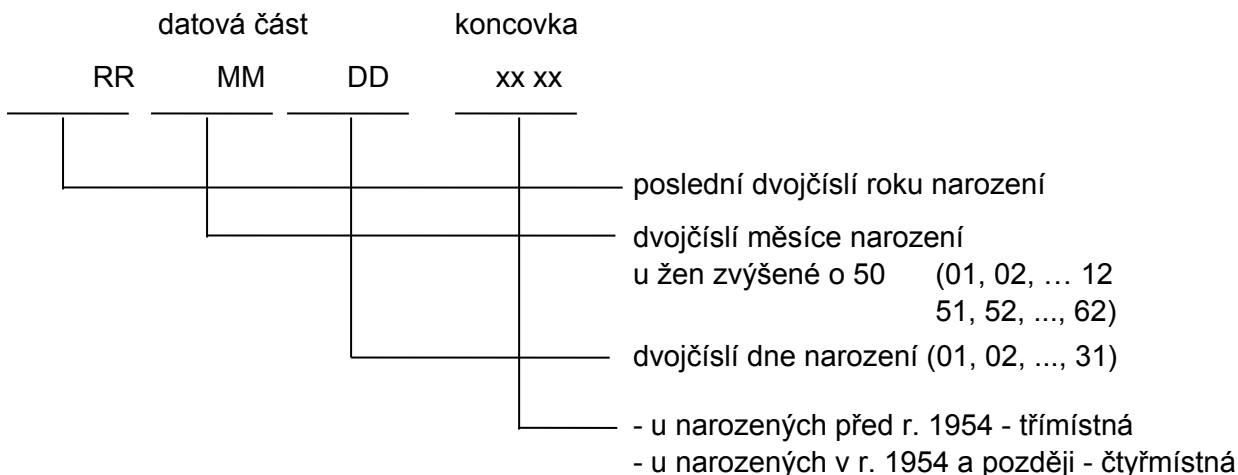 datová část koncovka
RR MM DD xx xx
poslední dvojčíslí roku narození
dvojčíslí měsíce narození
u žen zvýšené o 50 (01, 02, … 12
51, 52, ..., 62)
dvojčíslí dne narození (01, 02, ..., 31)
- u narozených před r. 1954 - třímístná
- u narozených v r. 1954 a později - čtyřmístná